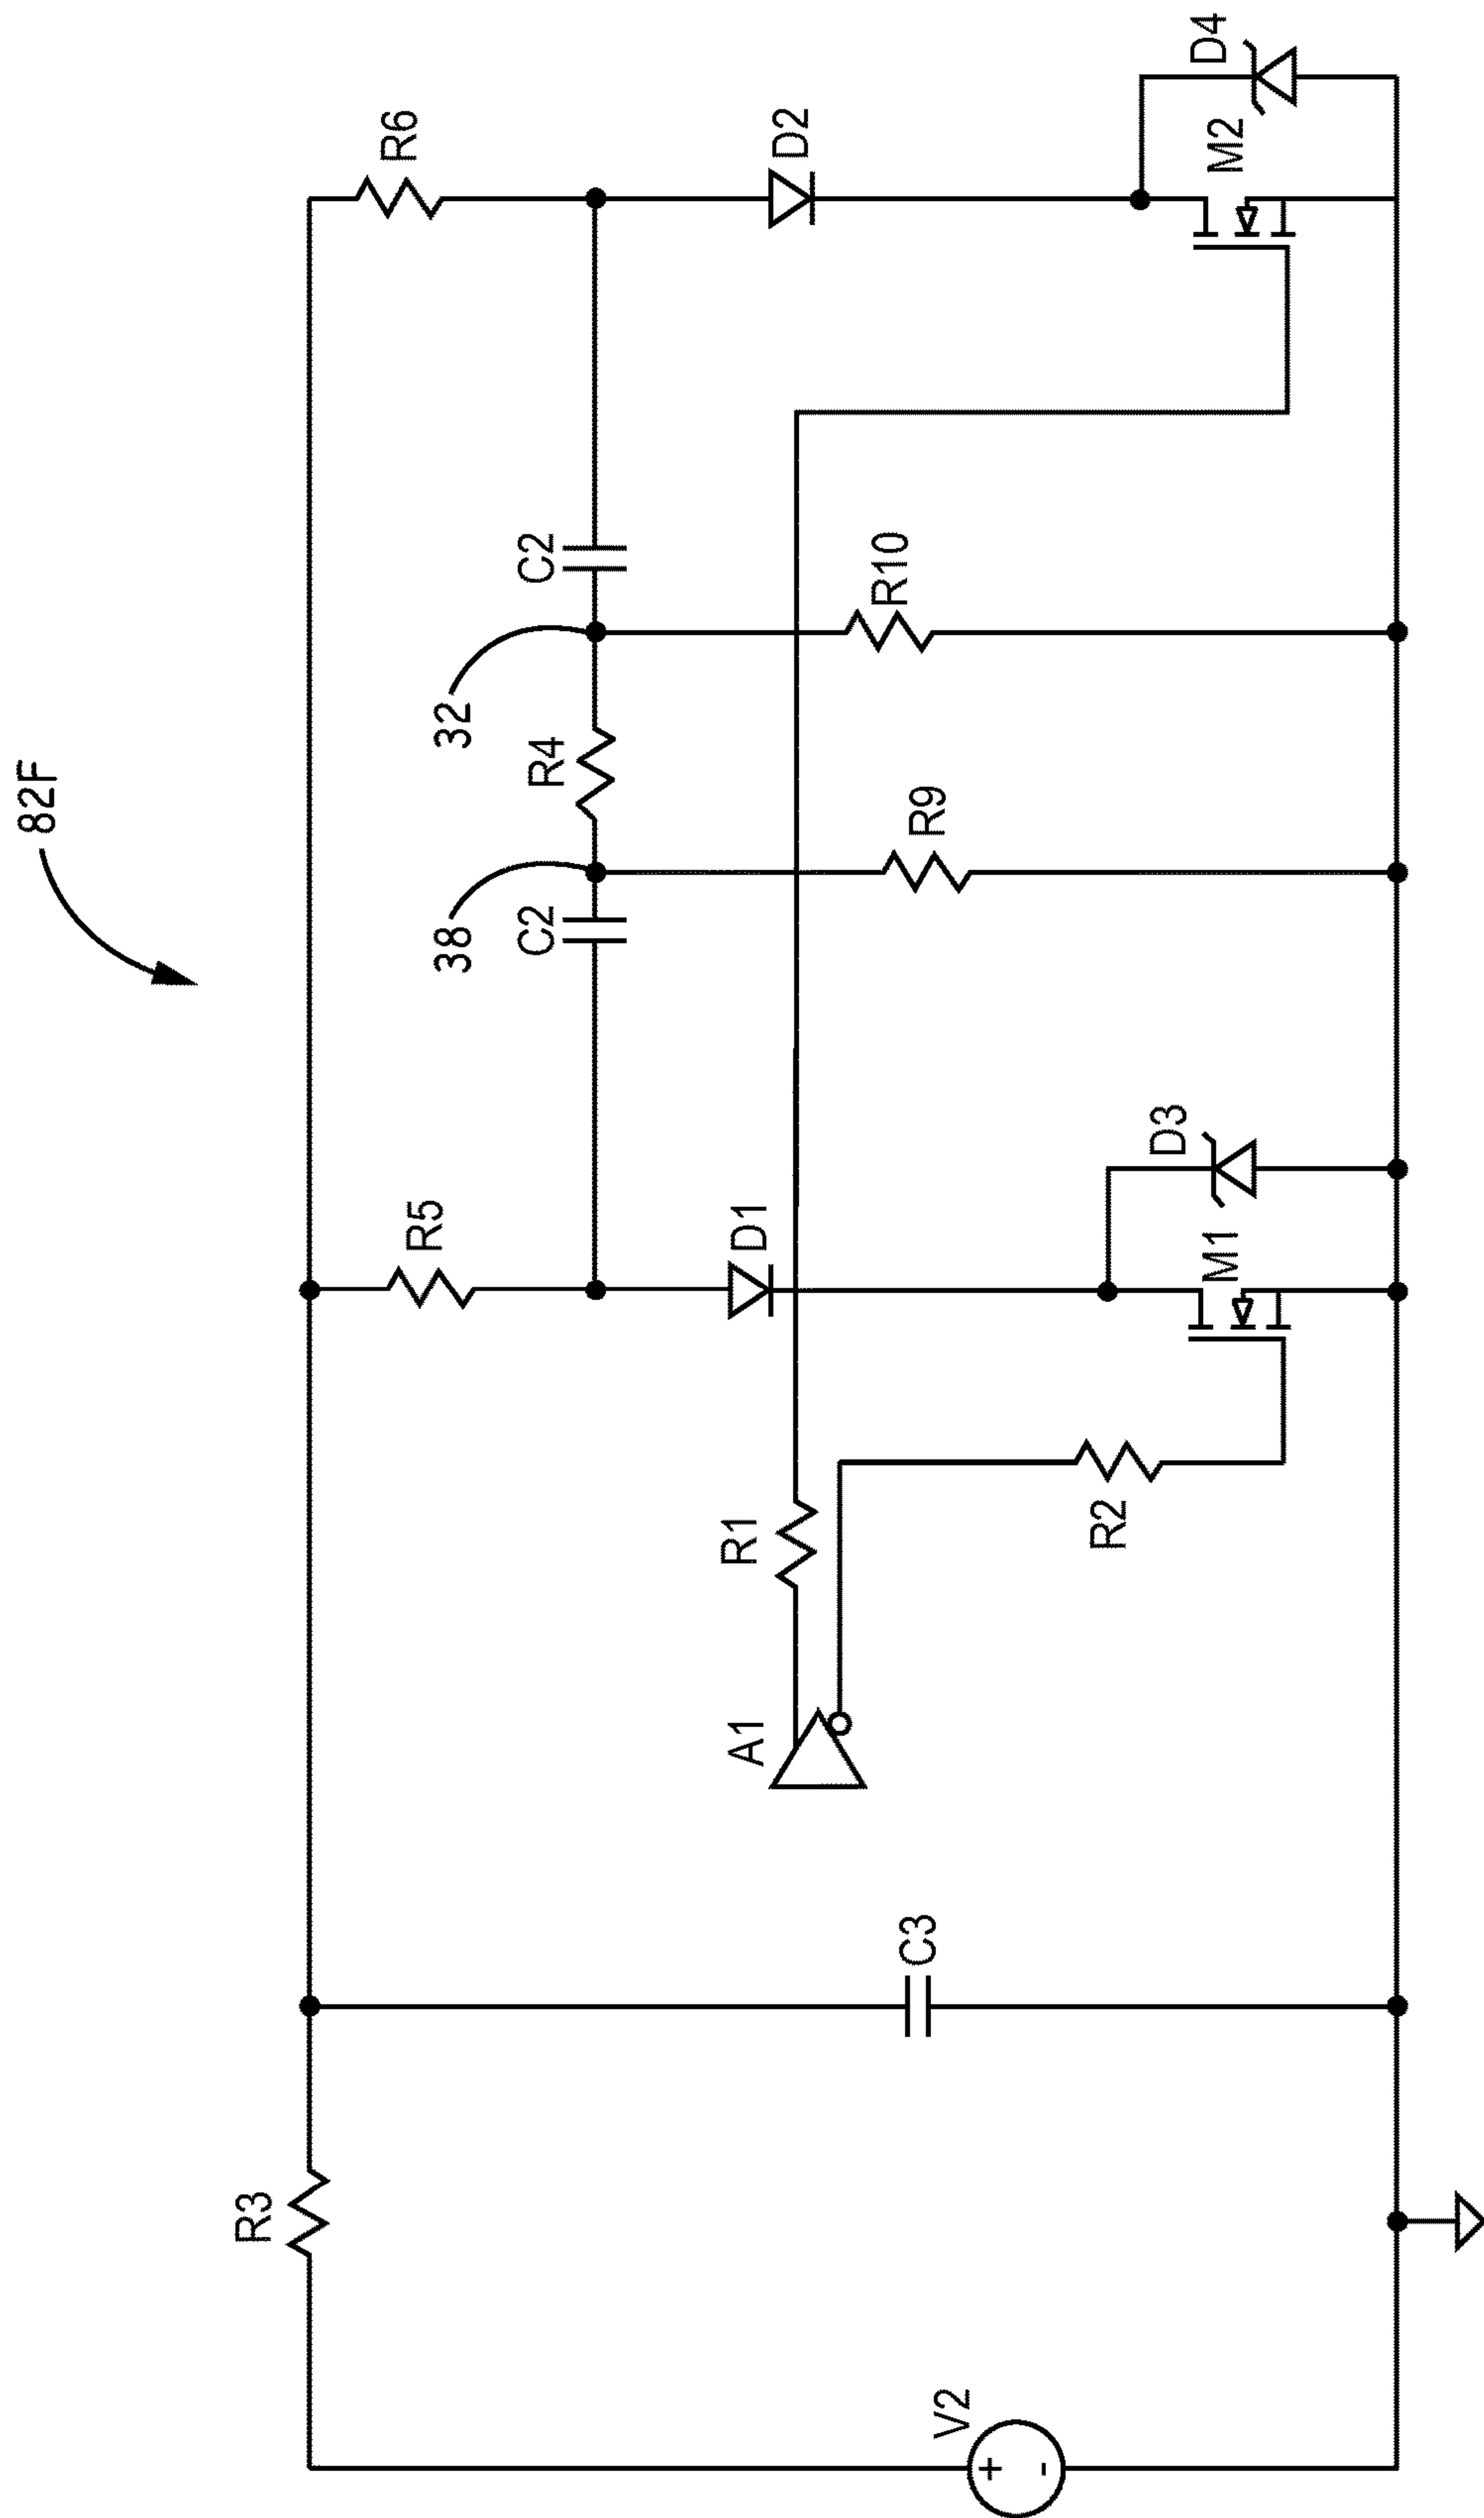 82F
R3
V2
+
-
C3
A1
R1
R2
R5
D1
M1
D3
38
C2
R4
32
C2
R9
R10
R6
D2
M2
D4